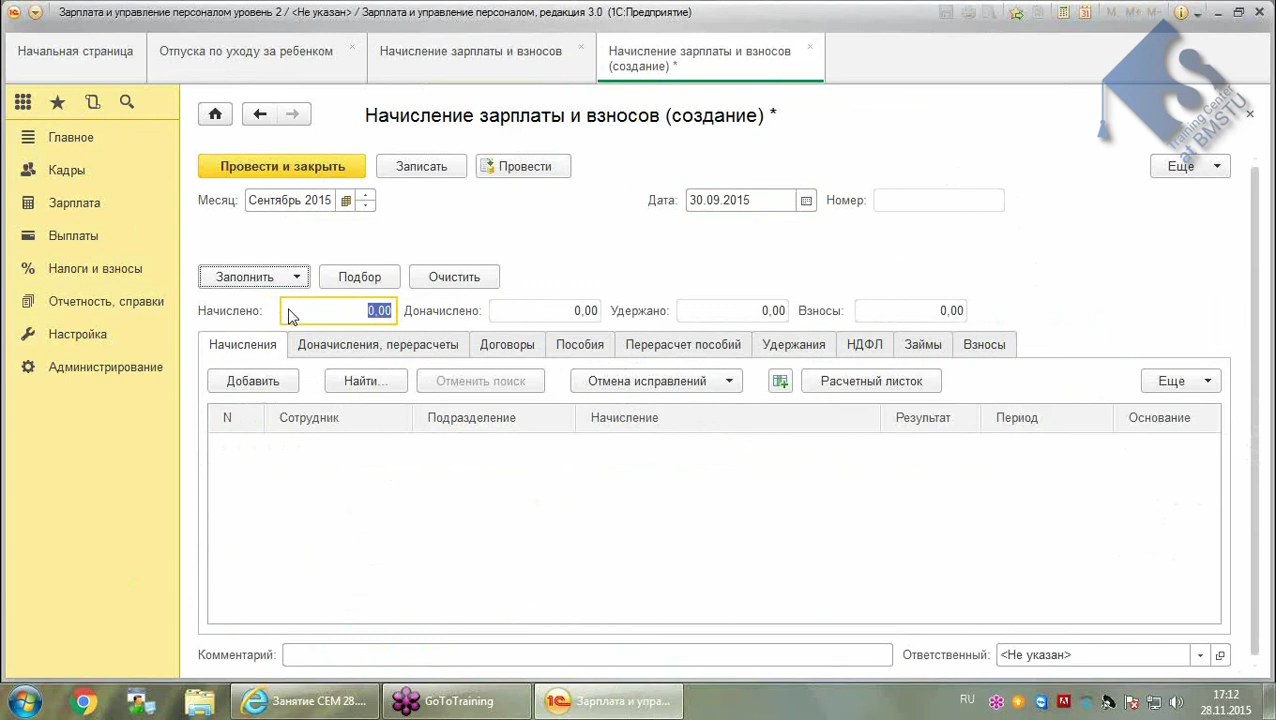 Зарплата и управление персоналом уровень 2 / <Не указан> / Зарплата и управление персоналом, редакция 3.0 (1С:Предприятие)
M M+ M-
Начальная страница
Отпуска по уходу за ребенком
Начисление зарплаты и взносов
Начисление зарплаты и взносов
(создание) *
Training Center
at BMSTU
Главное
Кадры
Зарплата
Выплаты
Налоги и взносы
Отчетность, справки
Настройка
Администрирование
Начисление зарплаты и взносов (создание) *
Провести и закрыть
Записать
Провести
Еще
Месяц: Сентябрь 2015
Дата: 30.09.2015
Номер:
Заполнить
Подбор
Очистить
Начислено: 0,00 Доначислено: 0,00 Удержано: 0,00 Взносы: 0,00
Начисления
Доначисления, перерасчеты
Договоры
Пособия
Перерасчет пособий
Удержания
НДФЛ
Займы
Взносы
Добавить
Найти...
Отменить поиск
Отмена исправлений
Расчетный листок
Еще
N Сотрудник Подразделение Начисление Результат Период Основание
Комментарий:
Ответственный: <Не указан>
Занятие СЕМ 28....
GoToTraining
Зарплата и упра...
RU
17:12
28.11.2015